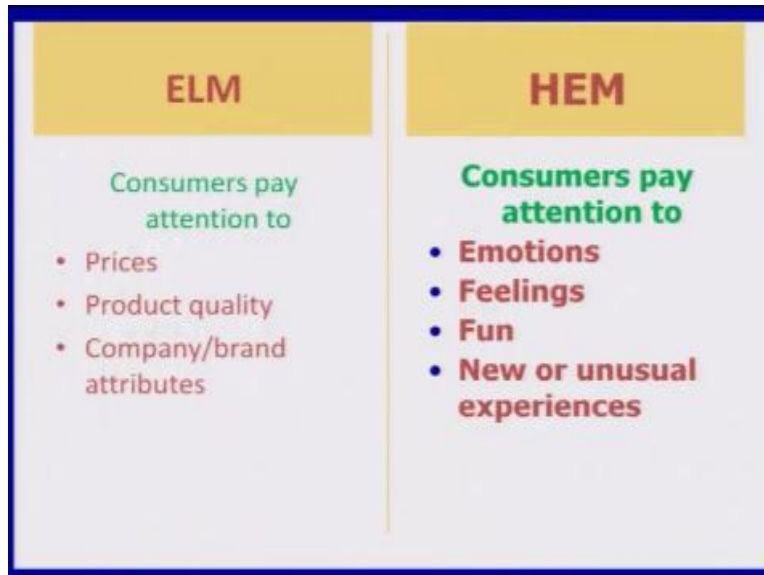 ELM
Consumers pay
attention to
• Prices
• Product quality
• Company/brand
attributes
HEM
Consumers pay
attention to
• Emotions
• Feelings
• Fun
• New or unusual
experiences